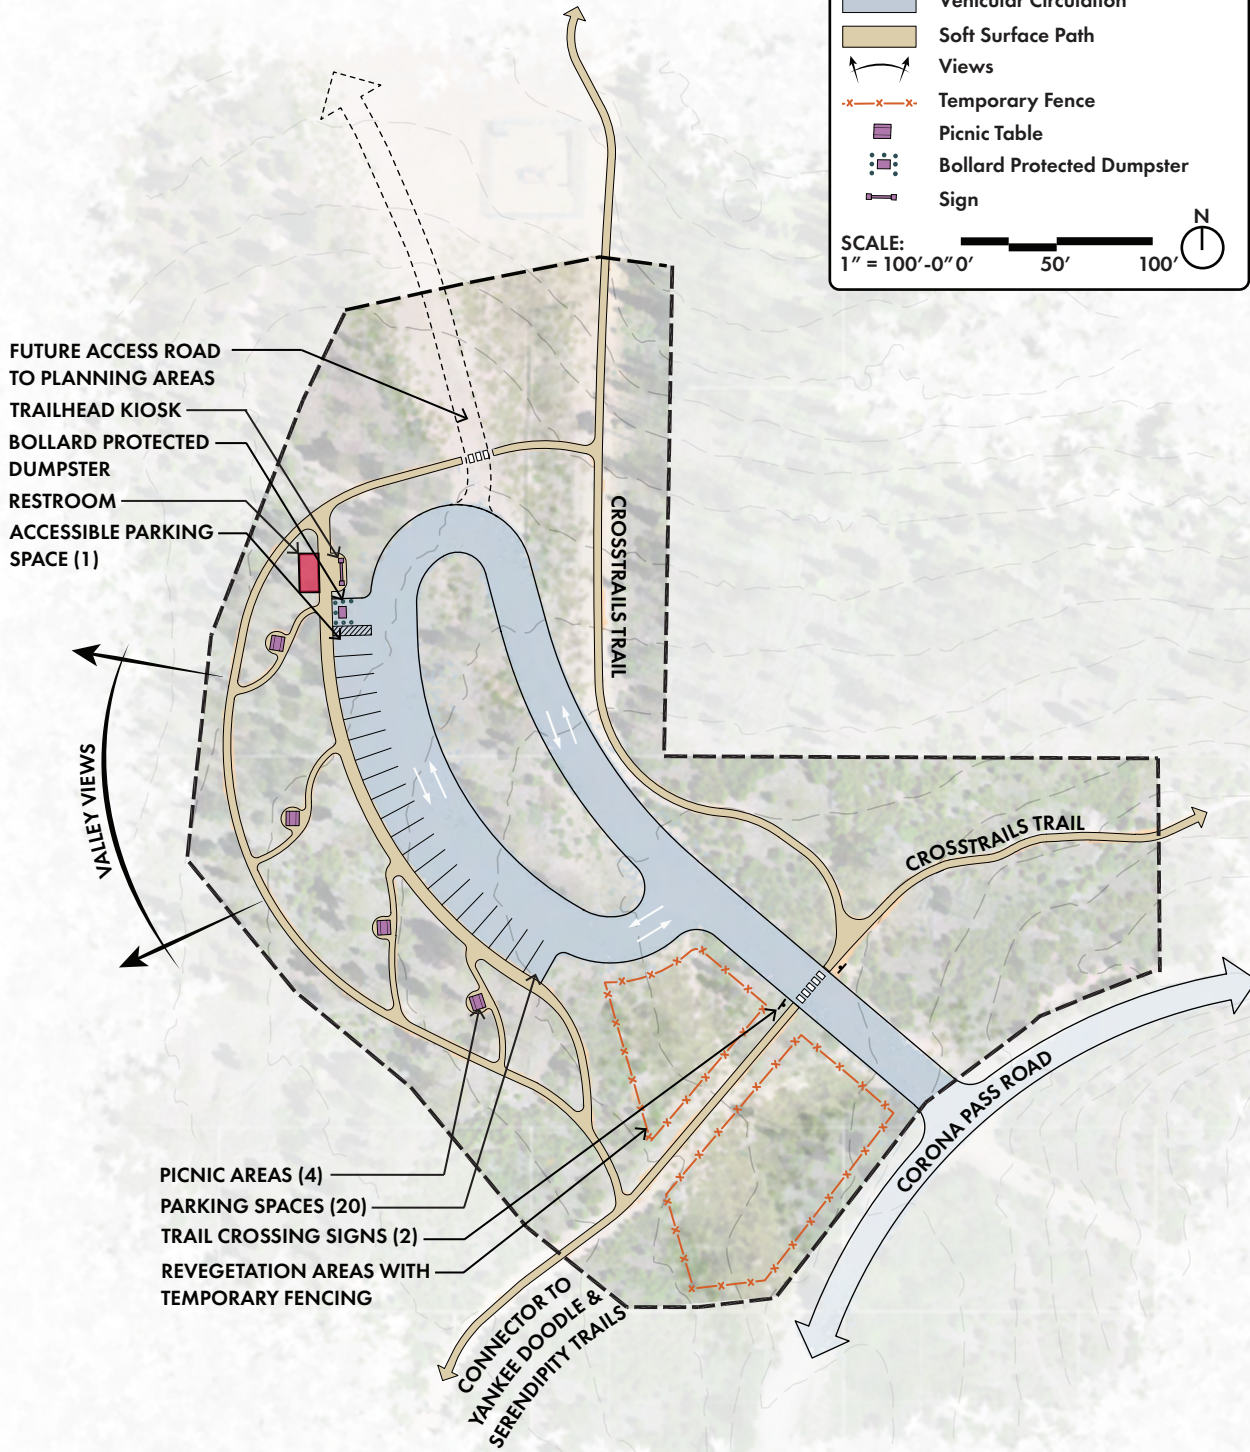 Vehicular Circulation
Soft Surface Path
Views
Temporary Fence
Picnic Table
Bollard Protected Dumpster
Sign
N
SCALE:
1" = 100'-0" 0' 50' 100'
FUTURE ACCESS ROAD
TO PLANNING AREAS
TRAILHEAD KIOSK
BOLLARD PROTECTED
DUMPSTER
RESTROOM
ACCESSIBLE PARKING
SPACE (1)
CROSSTRAILS TRAIL
VALLEY VIEWS
CROSSTRAILS TRAIL
CORONA PASS ROAD
PICNIC AREAS (4)
PARKING SPACES (20)
TRAIL CROSSING SIGNS (2)
REVEGETATION AREAS WITH
TEMPORARY FENCING
CONNECTOR TO
YANKEE DOODLE &
SERENDIPITY TRAILS